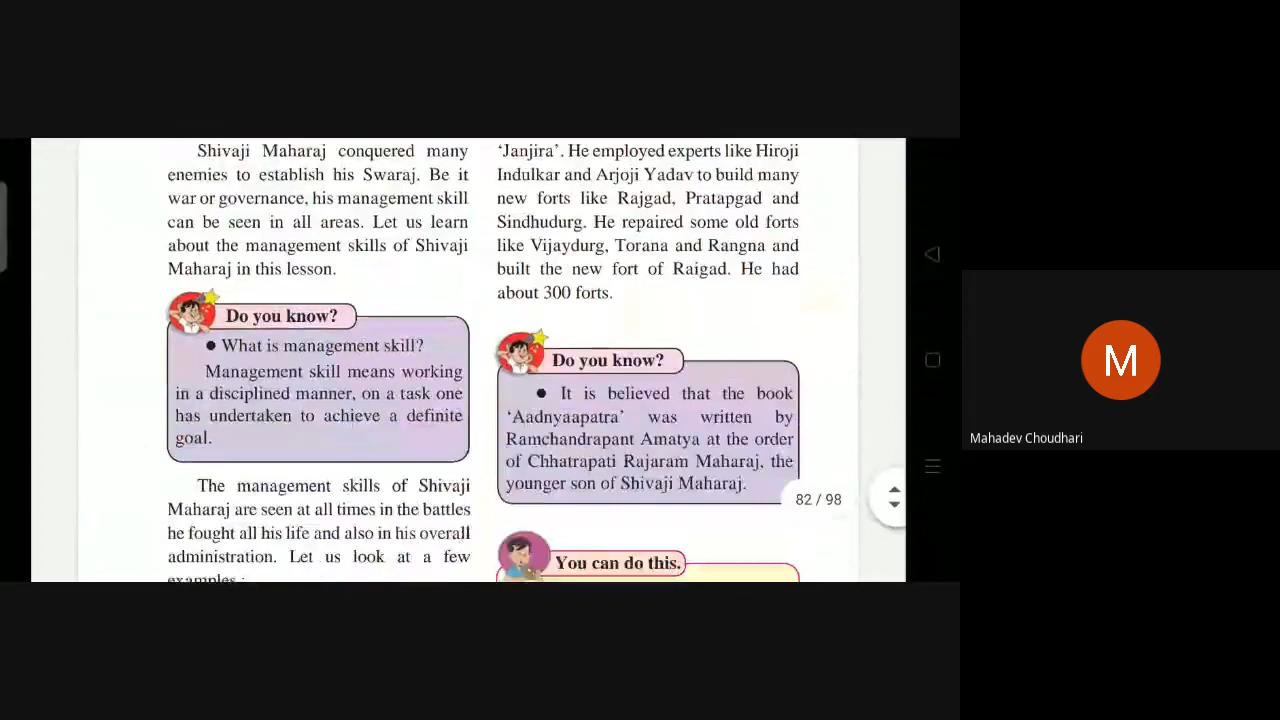 Shivaji Maharaj conquered many
enemies to establish his Swaraj. Be it
war or governance, his management skill
can be seen in all areas. Let us learn
about the management skills of Shivaji
Maharaj in this lesson.
Do you know?
● What is management skill?
Management skill means working
in a disciplined manner, on a task one
has undertaken to achieve a definite
goal.
The management skills of Shivaji
Maharaj are seen at all times in the battles
he fought all his life and also in his overall
administration. Let us look at a few
examples :
‘Janjira’. He employed experts like Hiroji
Indulkar and Arjoji Yadav to build many
new forts like Rajgad, Pratapgad and
Sindhudurg. He repaired some old forts
like Vijaydurg, Torana and Rangna and
built the new fort of Raigad. He had
about 300 forts.
Do you know?
● It is believed that the book
‘Aadnyaapatra’ was written by
Ramchandrapant Amatya at the order
of Chhatrapati Rajaram Maharaj, the
younger son of Shivaji Maharaj.
82 / 98
You can do this.
M
Mahadev Choudhari